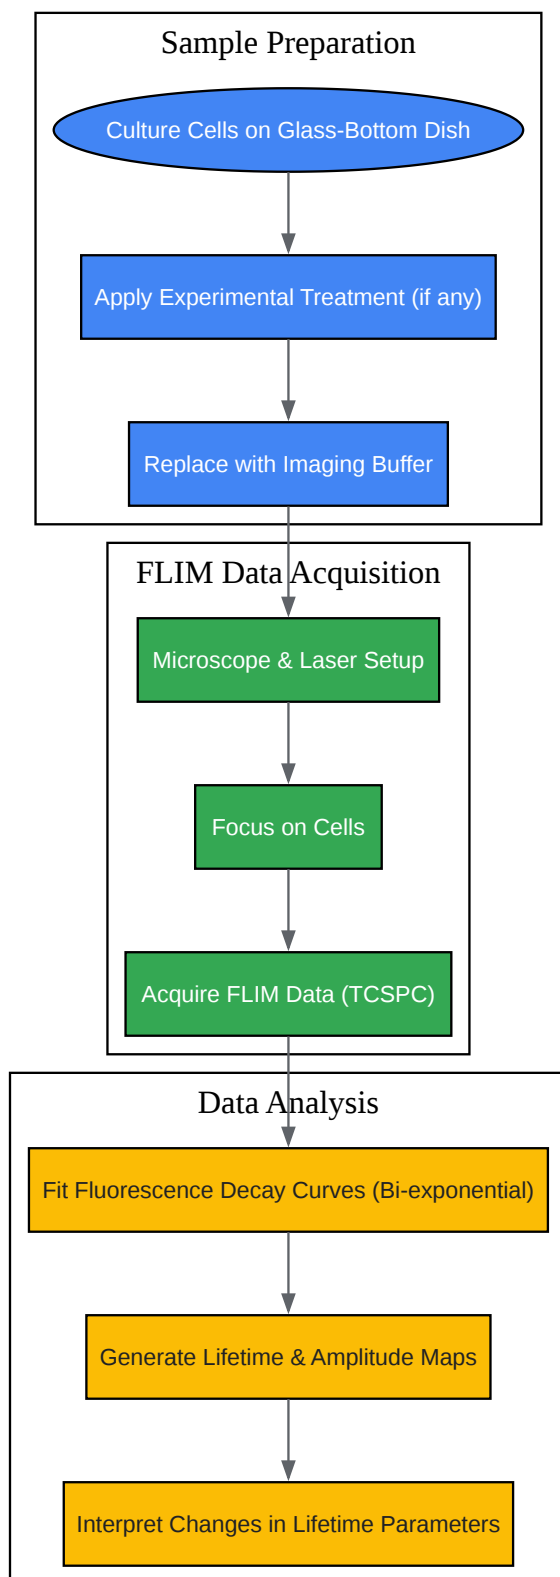 Sample Preparation
Culture Cells on Glass-Bottom Dish
Apply Experimental Treatment (if any)
Replace with Imaging Buffer
FLIM Data Acquisition
Microscope & Laser Setup
Focus on Cells
Acquire FLIM Data (TCSPC)
Data Analysis
Fit Fluorescence Decay Curves (Bi-exponential)
Generate Lifetime & Amplitude Maps
Interpret Changes in Lifetime Parameters